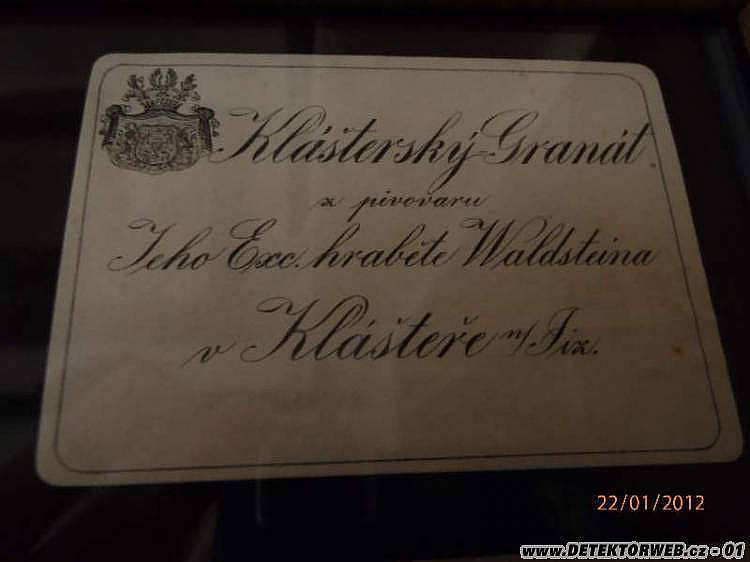 Klášterský-Granát
z pivovaru
Jeho Exc. hraběte Waldsteina
v Klášteře n/Jiz.
22/01/2012
www.DETEKTORWEB.cz - 01